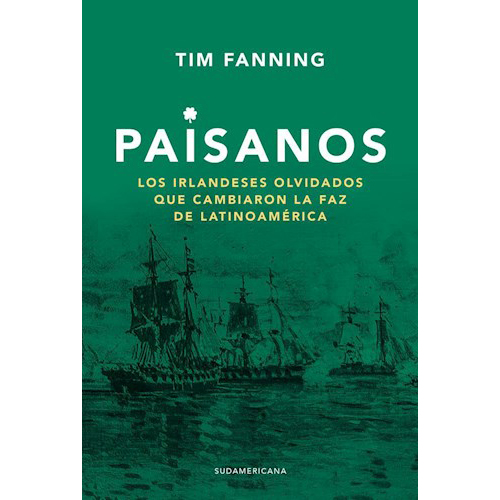 TIM FANNING
PAISANOS
LOS IRLANDESES OLVIDADOS
QUE CAMBIARON LA FAZ
DE LATINOAMÉRICA
SUDAMERICANA